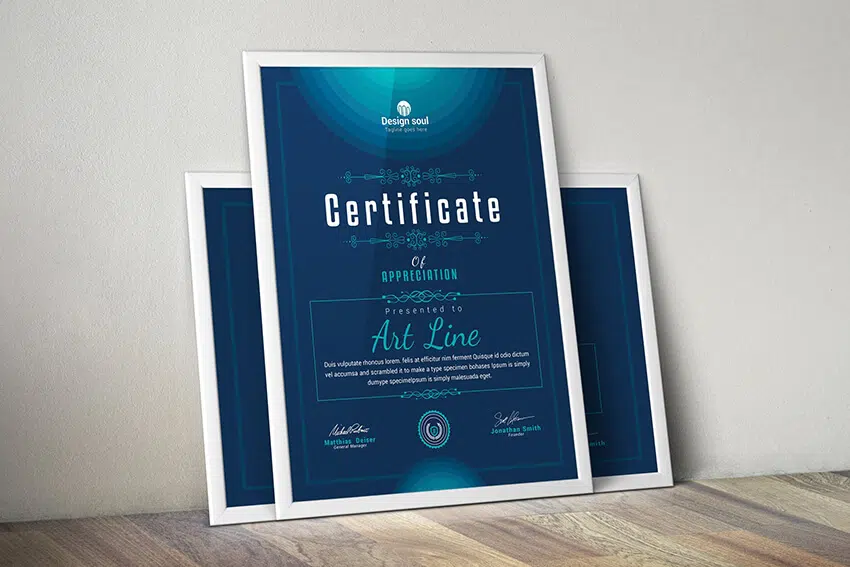 Design soul
Tagline goes here
Certificate
Of
APPRECIATION
Presented to
Art Line
Duis vulputate rhoncus lorem. felis at efficitur nim ferment Quisque id odio dictum
vel accumsa and scrambled it to make a type specimen bohases Ipsum is simply
dumype specimelpsum is simply malesuada eget.
Matthias Deiser
General Manager
Jonathan Smith
Founder